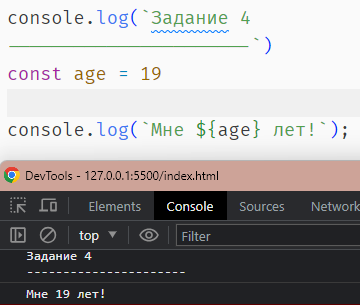 console.log(`Задание 4
-----------------------`)
const age = 19
console.log(`Мне ${age} лет!`);
DevTools - 127.0.0.1:5500/index.html
Elements Console Sources Network
top Filter
Задание 4
-----------------------
Мне 19 лет!